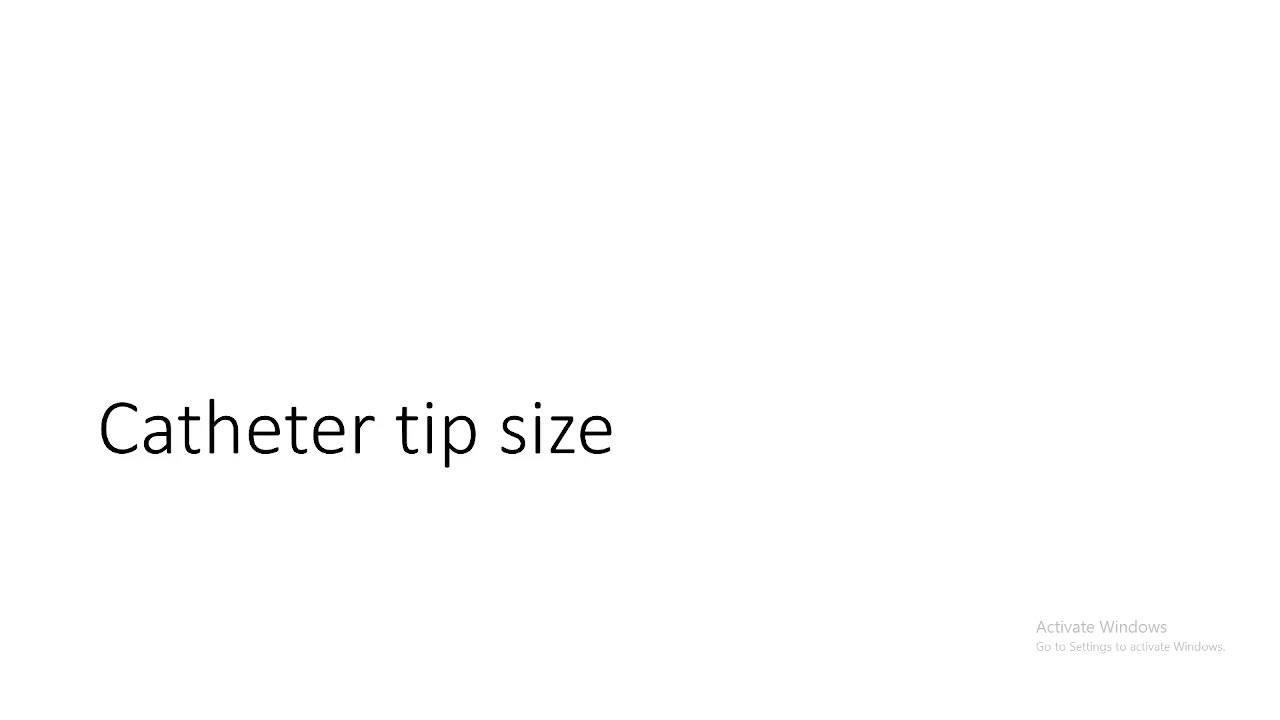 Catheter tip size
Activate Windows
Go to Settings to activate Windows.